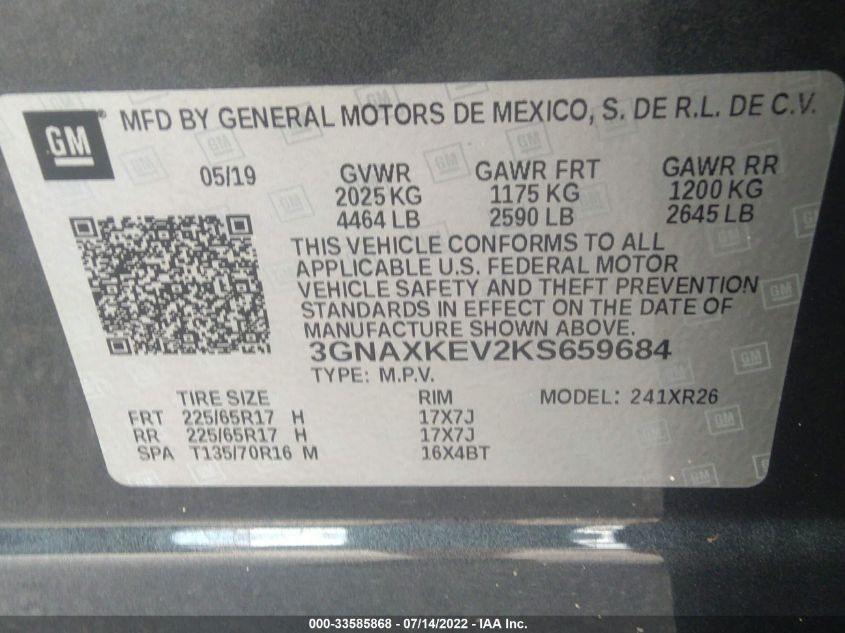 GM
MFD BY GENERAL MOTORS DE MEXICO, S. DE R.L. DE C.V.
05/19 GVWR GAWR FRT GAWR RR
2025 KG 1175 KG 1200 KG
4464 LB 2590 LB 2645 LB
THIS VEHICLE CONFORMS TO ALL
APPLICABLE U.S. FEDERAL MOTOR
VEHICLE SAFETY AND THEFT PREVENTION
STANDARDS IN EFFECT ON THE DATE OF
MANUFACTURE SHOWN ABOVE.
3GNAXKEV2KS659684
TYPE: M.P.V.
TIRE SIZE RIM MODEL: 241XR26
FRT 225/65R17 H 17X7J
RR 225/65R17 H 17X7J
SPA T135/70R16 M 16X4BT
000-33585868 - 07/14/2022 - IAA Inc.